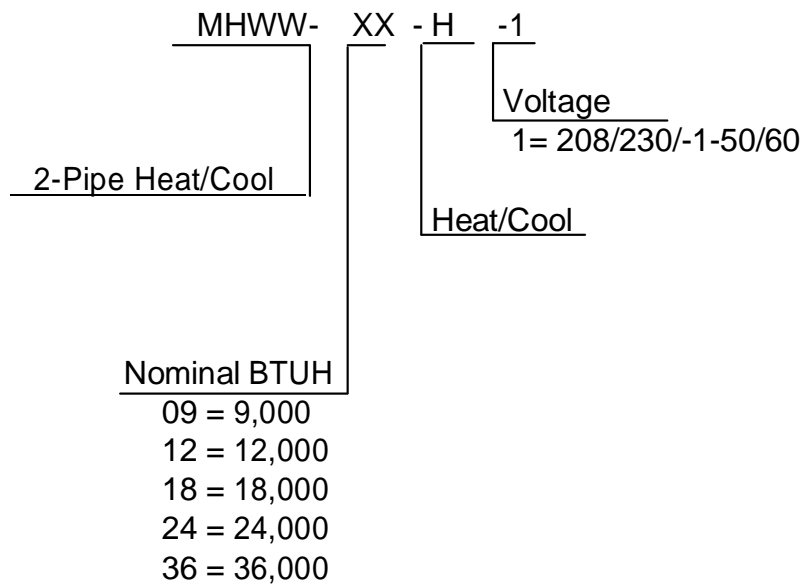 MHWW- XX - H -1
Voltage
1= 208/230/-1-50/60
2-Pipe Heat/Cool
Heat/Cool
Nominal BTUH
09 = 9,000
12 = 12,000
18 = 18,000
24 = 24,000
36 = 36,000